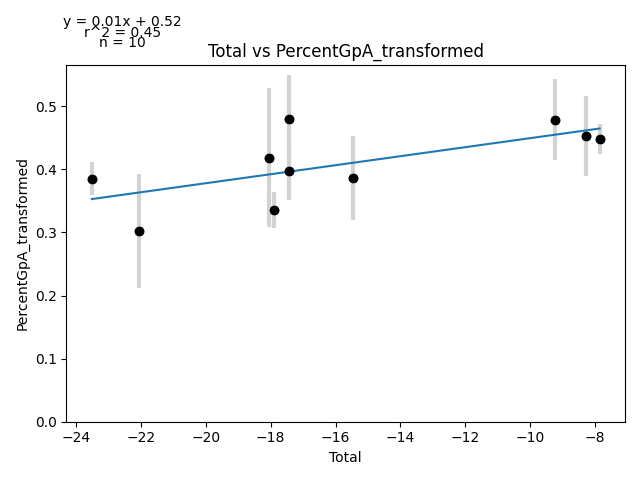 y = 0.01x + 0.52
r^2 = 0.45
n = 10
Total vs PercentGpA_transformed
PercentGpA_transformed
0.5
0.4
0.3
0.2
0.1
0.0
−24 −22 −20 −18 −16 −14 −12 −10 −8
Total